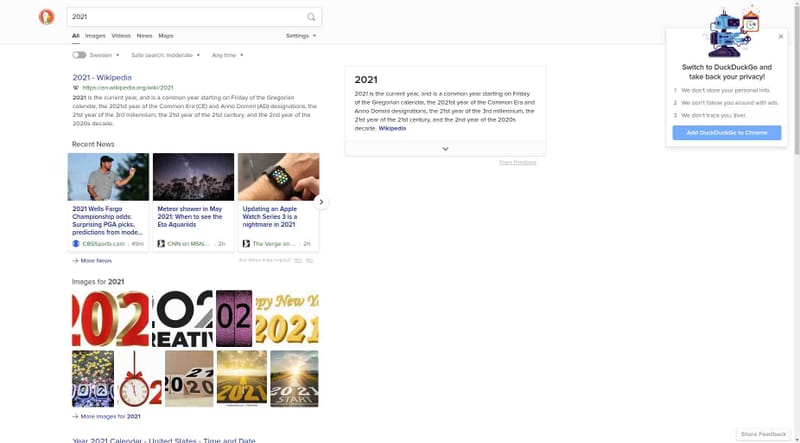 2021
All Images Videos News Maps Settings
Sweden Safe search: moderate Any time
2021 - Wikipedia
https://en.wikipedia.org/wiki/2021
2021 is the current year, and is a common year starting on Friday of the Gregorian
calendar, the 2021st year of the Common Era (CE) and Anno Domini (AD) designations, the
21st year of the 3rd millennium, the 21st year of the 21st century, and the 2nd year of the
2020s decade.
Recent News
2021 Wells Fargo
Championship odds:
Surprising PGA picks,
predictions from mode...
CBSSports.com 49m
Meteor shower in May
2021: When to see the
Eta Aquariids
CNN on MSN... 2h
Updating an Apple
Watch Series 3 is a
nightmare in 2021
The Verge on ... 2h
More News
Are these links helpful? Yes No
Images for 2021
202
202
REATIV
02
ppy New Y
2021
202
2021
2021
2021
START
More Images for 2021
Year 2021 Calendar - United States - Time and Date
2021
2021 is the current year, and is a common year starting on Friday of
the Gregorian calendar, the 2021st year of the Common Era and
Anno Domini designations, the 21st year of the 3rd millennium, the
21st year of the 21st century, and the 2nd year of the 2020s
decade. Wikipedia
Share Feedback
Switch to DuckDuckGo and
take back your privacy!
1 We don't store your personal info.
2 We don't follow you around with ads.
3 We don't track you. Ever.
Add DuckDuckGo to Chrome
Share Feedback